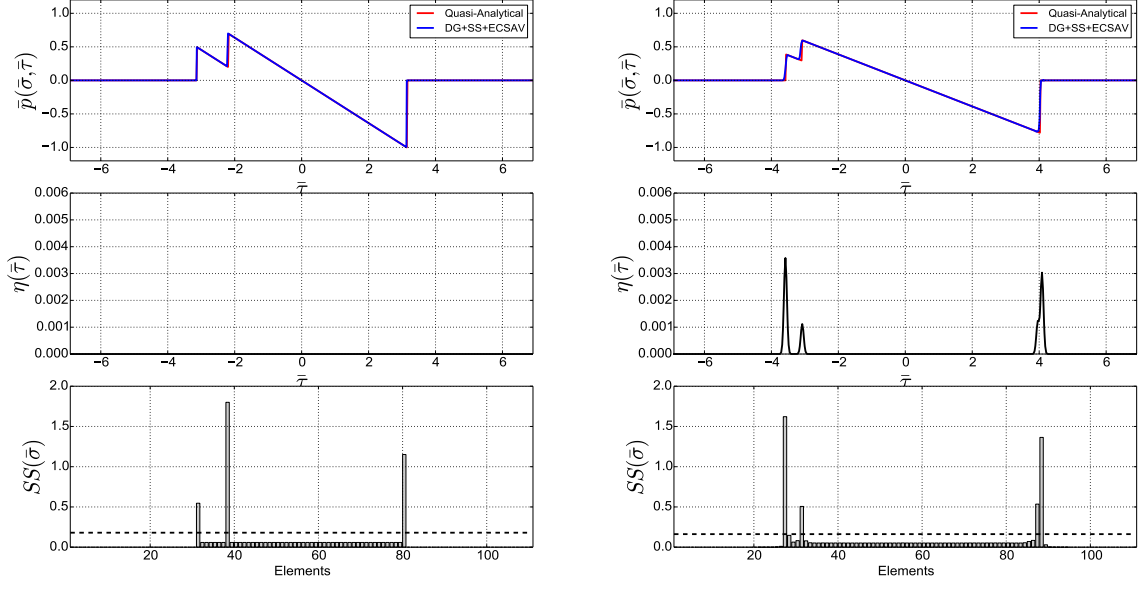 Quasi-Analytical
DG+SS+ECSAV
1.0
0.5
0.0
−0.5
−1.0
p̄(σ̄,τ̄)
−6 −4 −2 0 2 4 6
τ̄
0.006
0.005
0.004
0.003
0.002
0.001
0.000
η(τ̄)
−6 −4 −2 0 2 4 6
τ̄
2.0
1.5
1.0
0.5
0.0
SS(σ̄)
20 40 60 80 100
Elements
Quasi-Analytical
DG+SS+ECSAV
1.0
0.5
0.0
−0.5
−1.0
p̄(σ̄,τ̄)
−6 −4 −2 0 2 4 6
τ̄
0.006
0.005
0.004
0.003
0.002
0.001
0.000
η(τ̄)
−6 −4 −2 0 2 4 6
τ̄
2.0
1.5
1.0
0.5
0.0
SS(σ̄)
20 40 60 80 100
Elements